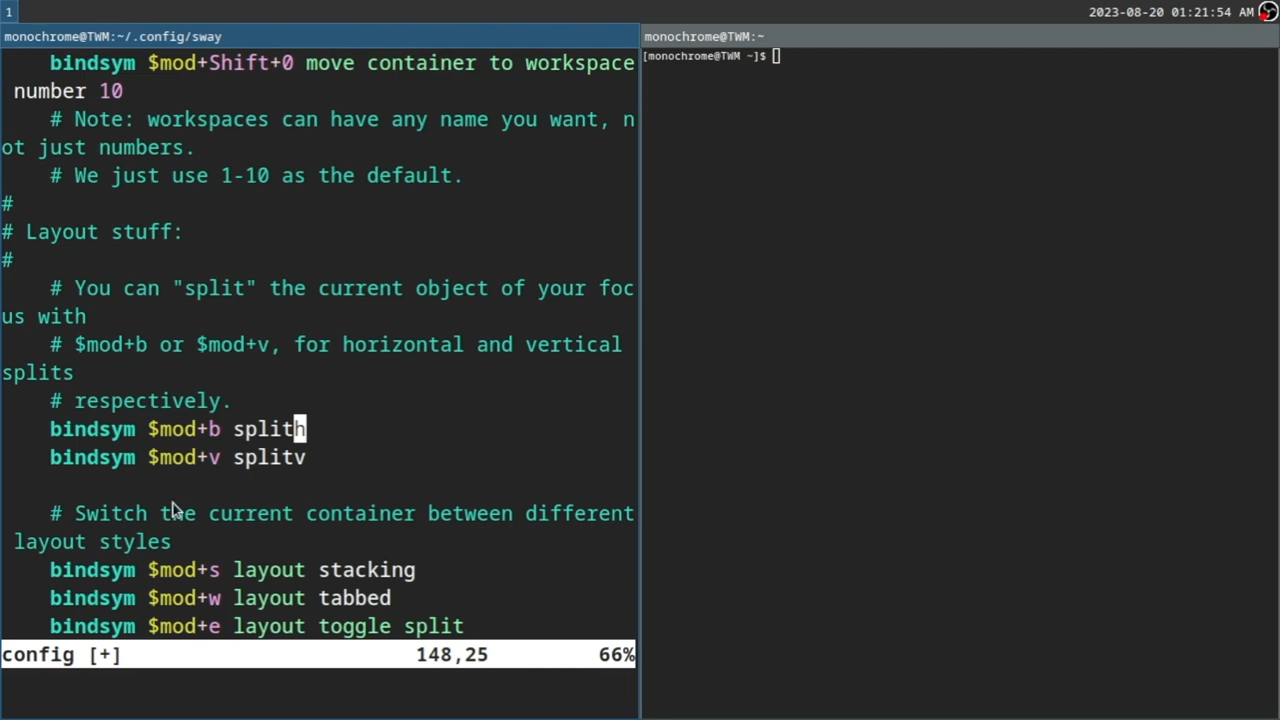 1
2023-08-20 01:21:54 AM
monochrome@TWM:~/.config/sway
bindsym $mod+Shift+0 move container to workspace
number 10
# Note: workspaces can have any name you want, n
ot just numbers.
# We just use 1-10 as the default.
#
# Layout stuff:
#
# You can "split" the current object of your foc
us with
# $mod+b or $mod+v, for horizontal and vertical
splits
# respectively.
bindsym $mod+b splith
bindsym $mod+v splitv
# Switch the current container between different
layout styles
bindsym $mod+s layout stacking
bindsym $mod+w layout tabbed
bindsym $mod+e layout toggle split
config [+] 148,25 66%
monochrome@TWM:~
[monochrome@TWM ~]$